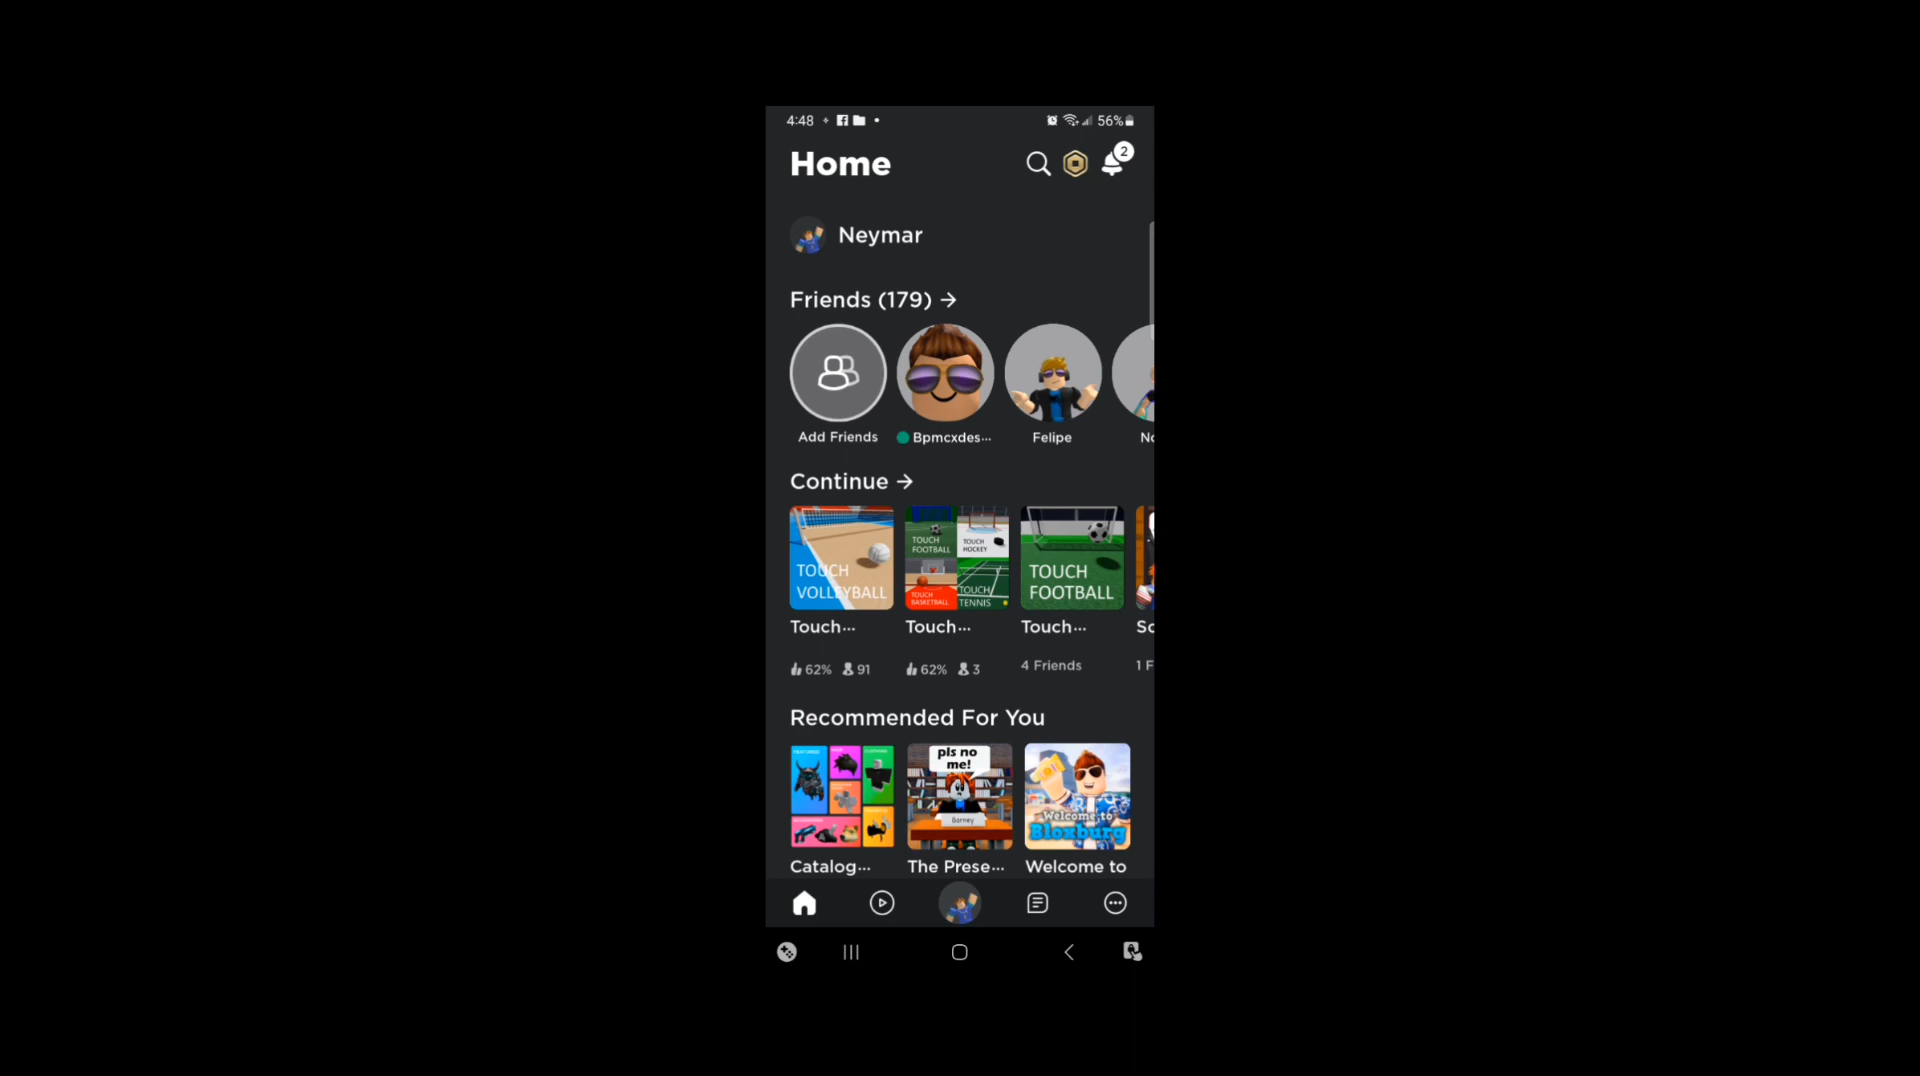 4:48
56%
Home
2
Neymar
Friends (179) →
Add Friends
Bpmcxdes...
Felipe
Continue →
TOUCH
VOLLEYBALL
TOUCH
FOOTBALL
TOUCH
HOCKEY
TOUCH
BASKETBALL
TOUCH
TENNIS
TOUCH
FOOTBALL
Touch...
Touch...
Touch...
62% 91
62% 3
4 Friends
1 F
Recommended For You
pls no
me!
Barney
Welcome to
Bloxburg
Catalog...
The Prese...
Welcome to